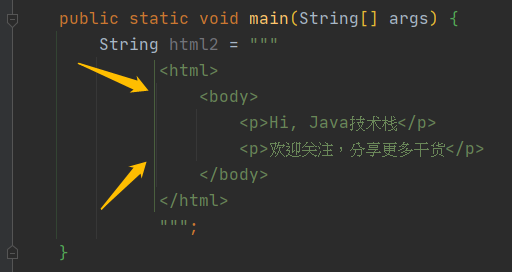 public static void main(String[] args) {
String html2 = """
<html>
<body>
<p>Hi, Java技术栈</p>
<p>欢迎关注，分享更多干货</p>
</body>
</html>
""";
}